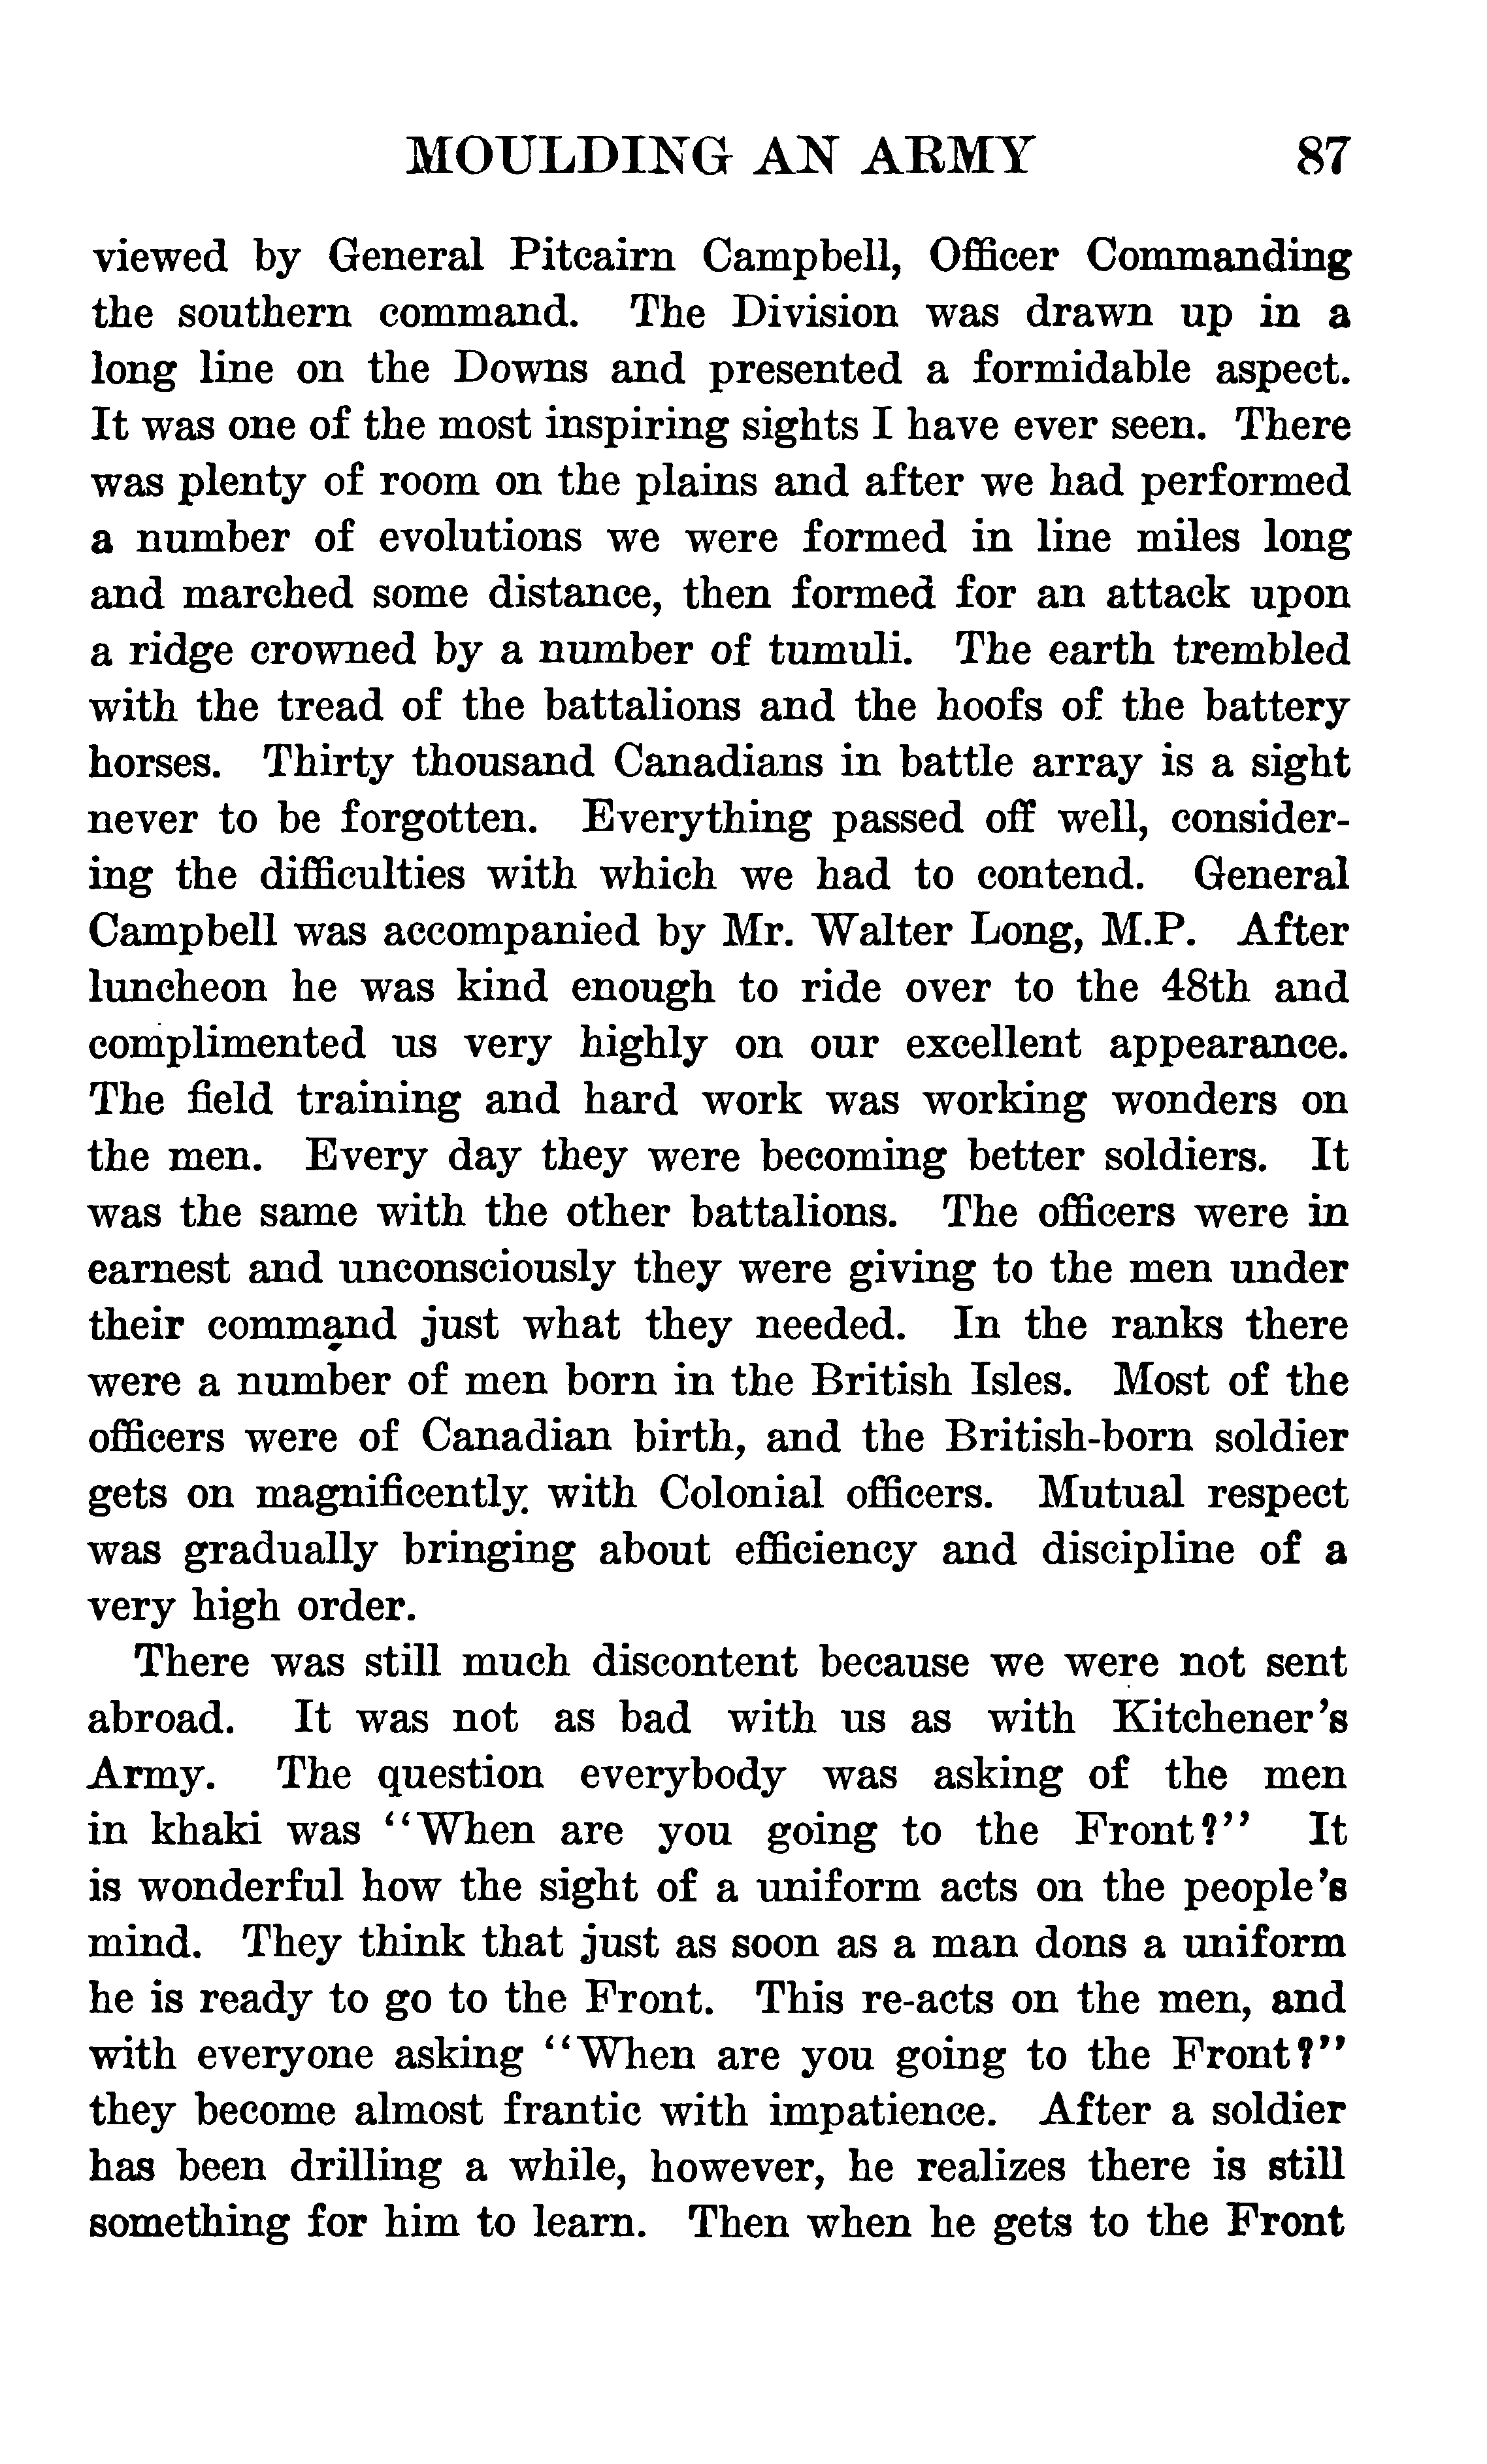 MOULDING AN ARMY 87
viewed by General Pitcairn Campbell, Officer Commanding
the southern command. The Division was drawn up in a
long line on the Downs and presented a formidable aspect.
It was one of the most inspiring sights I have ever seen. There
was plenty of room on the plains and after we had performed
a number of evolutions we were formed in line miles long
and marched some distance, then formed for an attack upon
a ridge crowned by a number of tumuli. The earth trembled
with the tread of the battalions and the hoofs of the battery
horses. Thirty thousand Canadians in battle array is a sight
never to be forgotten. Everything passed off well, consider-
ing the difficulties with which we had to contend. General
Campbell was accompanied by Mr. Walter Long, M.P. After
luncheon he was kind enough to ride over to the 48th and
complimented us very highly on our excellent appearance.
The field training and hard work was working wonders on
the men. Every day they were becoming better soldiers. It
was the same with the other battalions. The officers were in
earnest and unconsciously they were giving to the men under
their command just what they needed. In the ranks there
were a number of men born in the British Isles. Most of the
officers were of Canadian birth, and the British-born soldier
gets on magnificently with Colonial officers. Mutual respect
was gradually bringing about efficiency and discipline of a
very high order.
There was still much discontent because we were not sent
abroad. It was not as bad with us as with Kitchener's
Army. The question everybody was asking of the men
in khaki was "When are you going to the Front?" It
is wonderful how the sight of a uniform acts on the people's
mind. They think that just as soon as a man dons a uniform
he is ready to go to the Front. This re-acts on the men, and
with everyone asking "When are you going to the Front?"
they become almost frantic with impatience. After a soldier
has been drilling a while, however, he realizes there is still
something for him to learn. Then when he gets to the Front